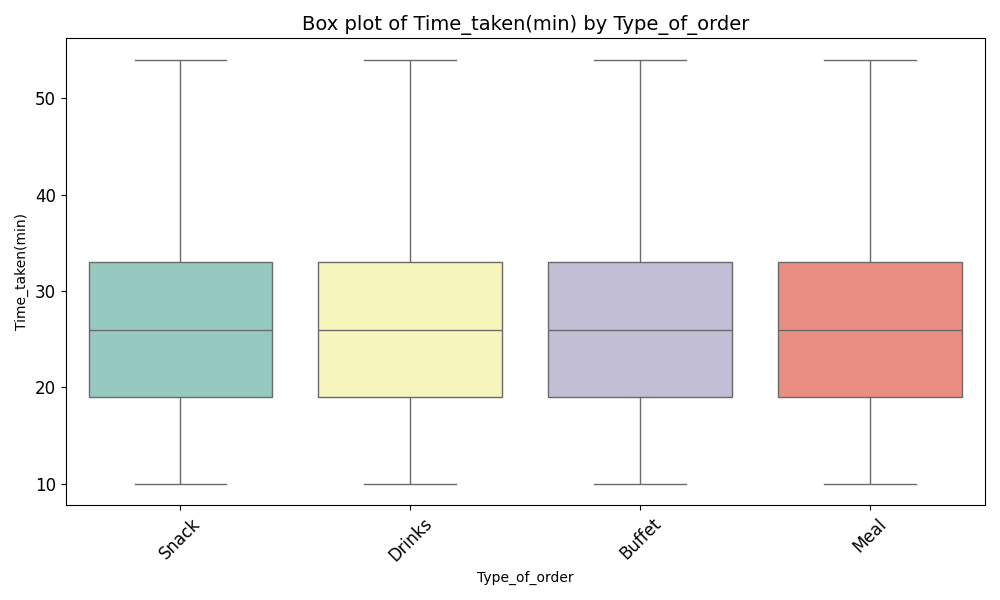 Box plot of Time_taken(min) by Type_of_order
Time_taken(min)
50
40
30
20
10
Snack
Drinks
Buffet
Meal
Type_of_order